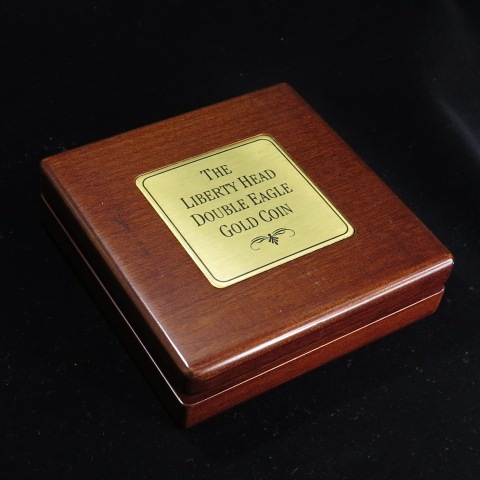 THE
LIBERTY HEAD
DOUBLE EAGLE
GOLD COIN